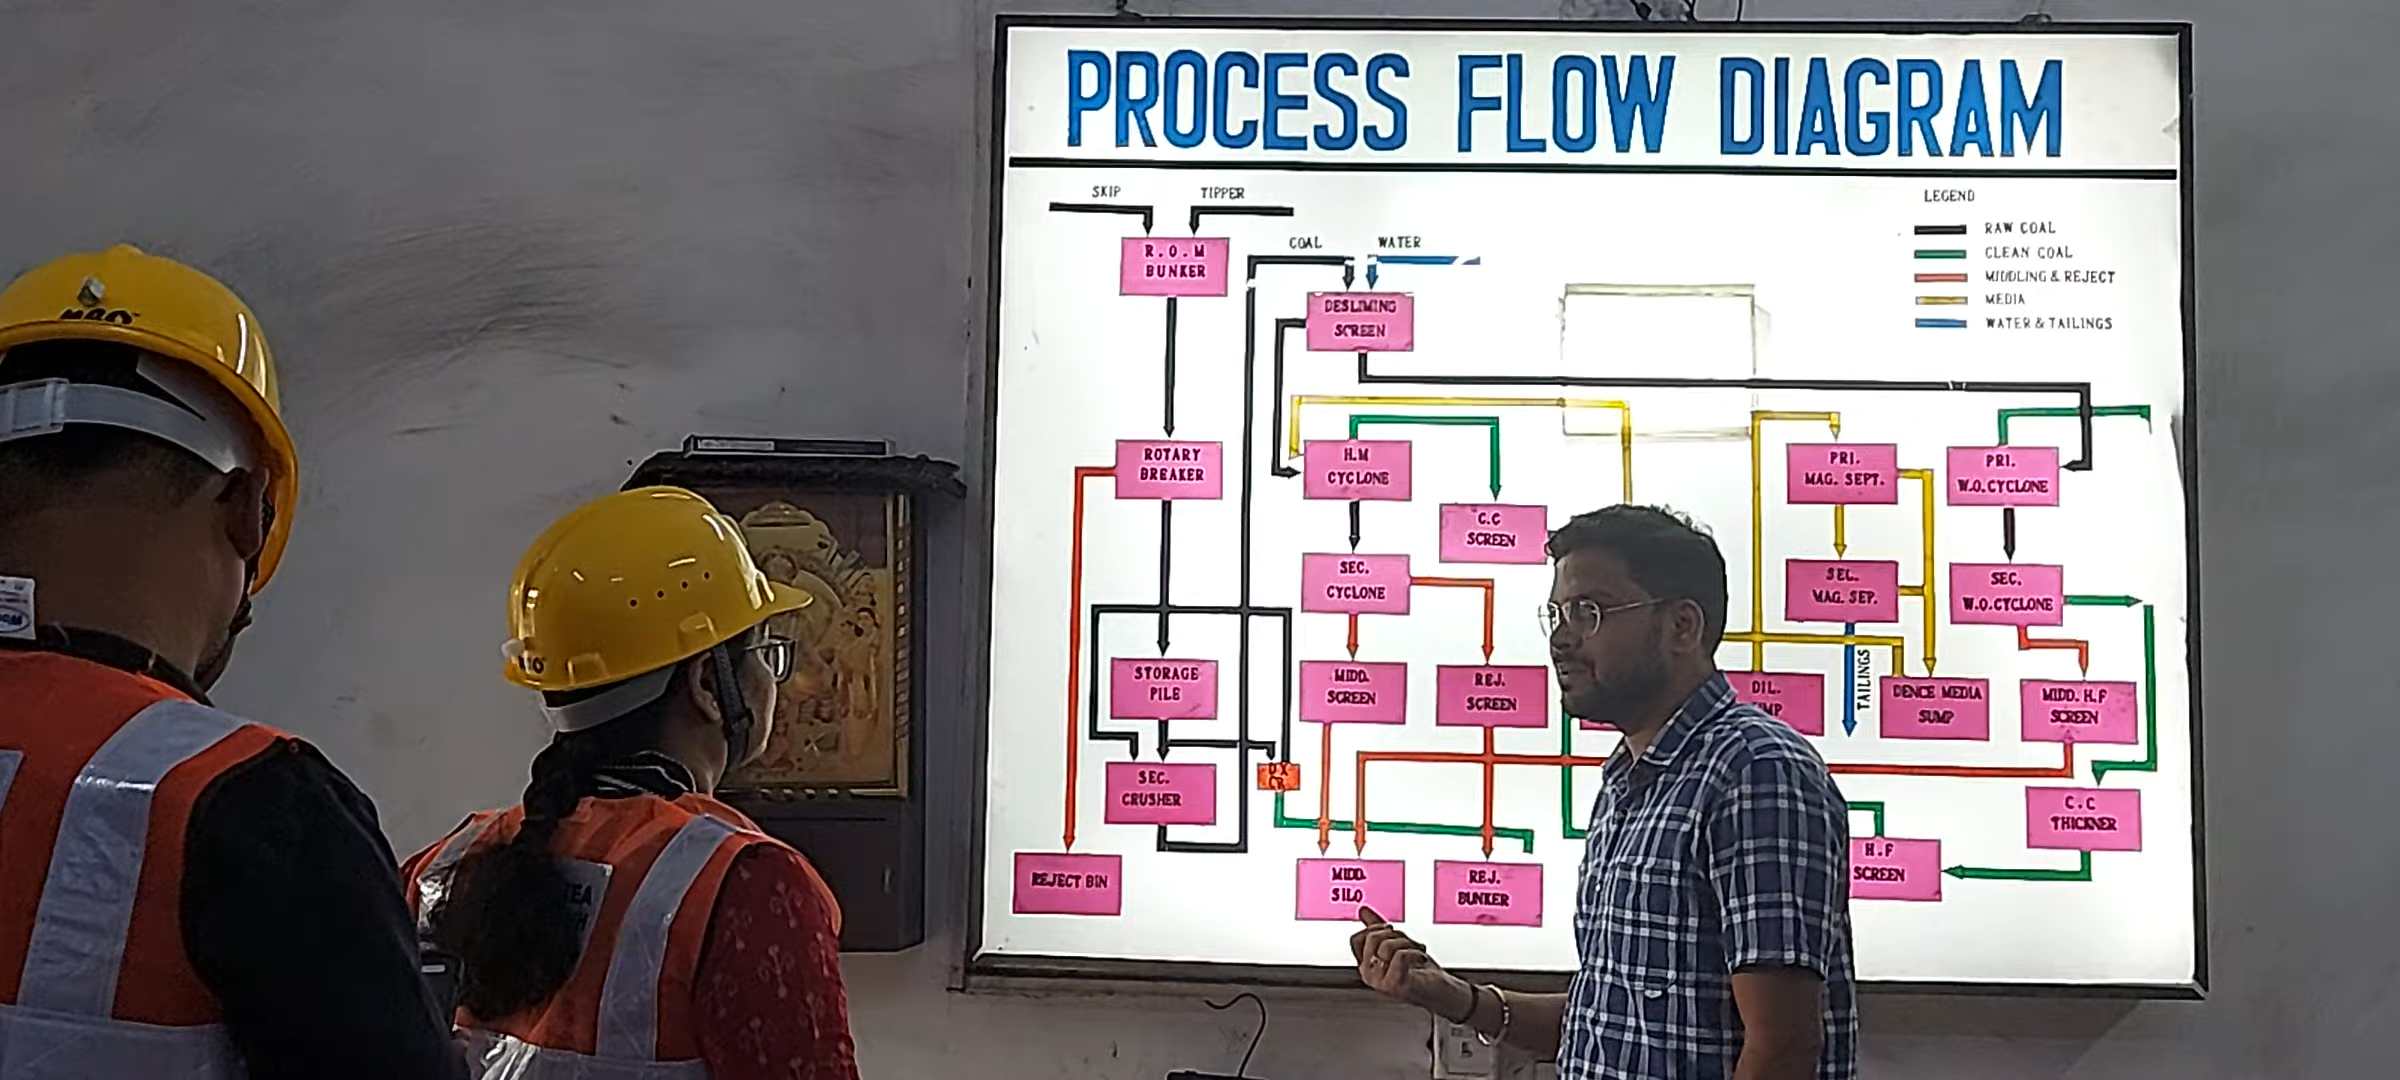 PROCESS FLOW DIAGRAM
SKIP
TIPPER
LEGEND
RAW COAL
CLEAN COAL
MIDDLING & REJECT
MEDIA
WATER & TAILINGS
R.O.M
BUNKER
COAL
WATER
DESLIMING
SCREEN
ROTARY
BREAKER
H.M
CYCLONE
C.C
SCREEN
PRI.
MAG. SEPT.
PRI.
W.O.CYCLONE
SEC.
CYCLONE
SEC.
W.O.CYCLONE
MAG. SEP.
STORAGE
PILE
MIDD.
SCREEN
REJ.
SCREEN
DIL.
TAILINGS
DENCE MEDIA
SUMP
MIDD. H.F
SCREEN
SEC.
CRUSHER
C.C
THICKNER
H.F
SCREEN
REJECT BIN
MIDD.
SILO
REJ.
BUNKER